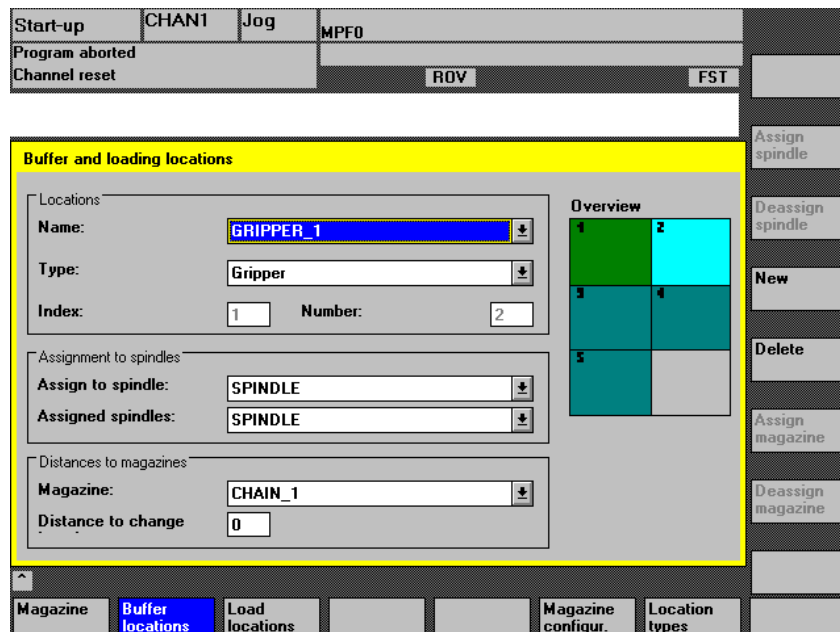 Start-up CHAN1 Jog MPF0
Program aborted
Channel reset ROV FST
Buffer and loading locations
Locations
Name: GRIPPER_1
Type: Gripper
Index: 1 Number: 2
Assignment to spindles
Assign to spindle: SPINDLE
Assigned spindles: SPINDLE
Distances to magazines
Magazine: CHAIN_1
Distance to change 0
Overview
1 2
3 4
5
Assign
spindle
Deassign
spindle
New
Delete
Assign
magazine
Deassign
magazine
^
Magazine
Buffer
locations
Load
locations
Magazine
configur.
Location
types